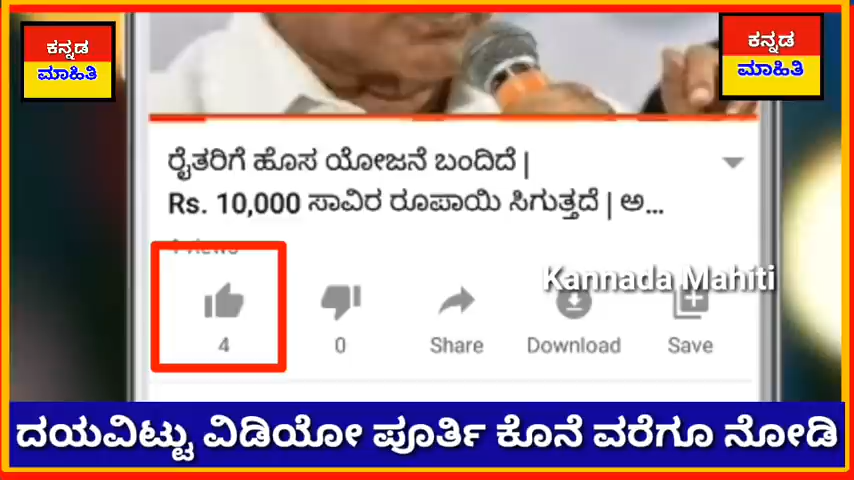 ಕನ್ನಡ
ಮಾಹಿತಿ
ಕನ್ನಡ
ಮಾಹಿತಿ
ರೈತರಿಗೆ ಹೊಸ ಯೋಜನೆ ಬಂದಿದೆ |
Rs. 10,000 ಸಾವಿರ ರೂಪಾಯಿ ಸಿಗುತ್ತದೆ | ಅ...
Kannada Mahiti
4
0
Share
Download
Save
ದಯವಿಟ್ಟು ವಿಡಿಯೋ ಪೂರ್ತಿ ಕೊನೆ ವರೆಗೂ ನೋಡಿ